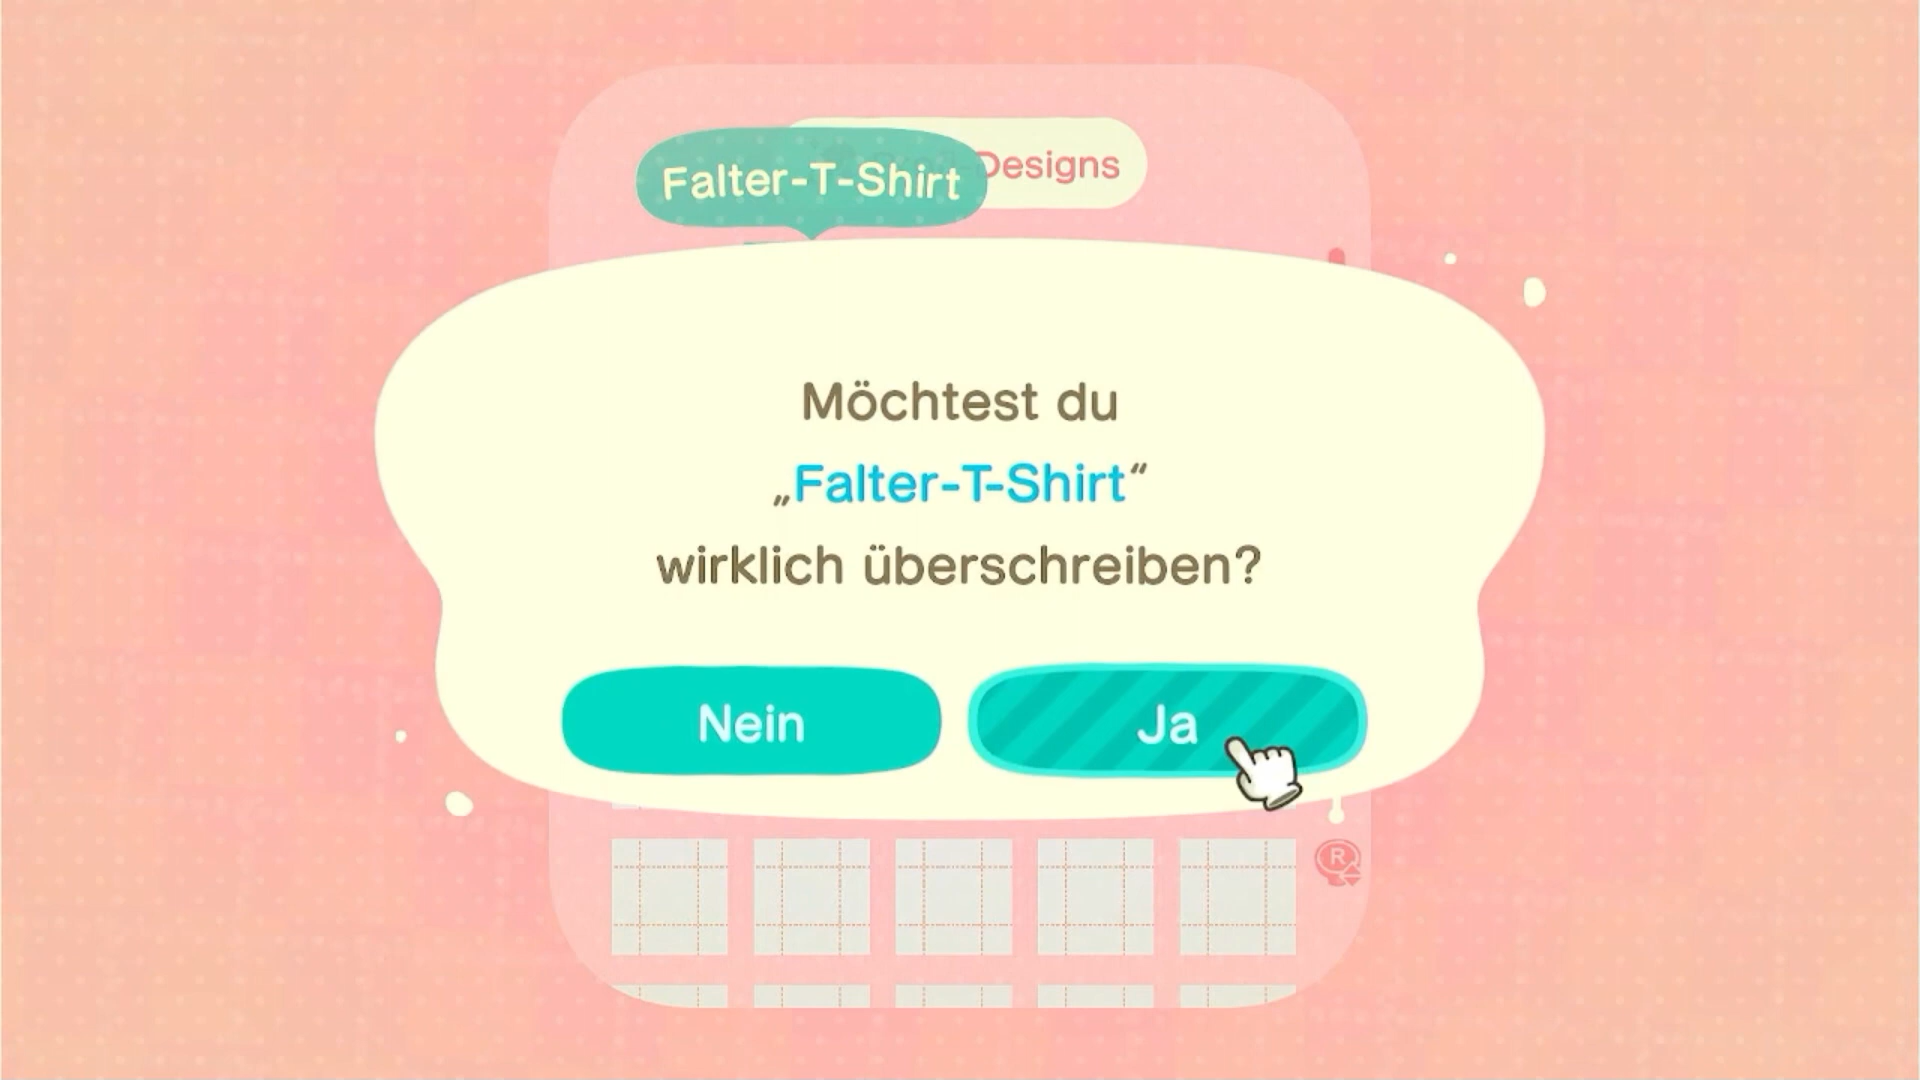 Falter-T-Shirt
Designs
Möchtest du
„Falter-T-Shirt“
wirklich überschreiben?
Nein
Ja
R